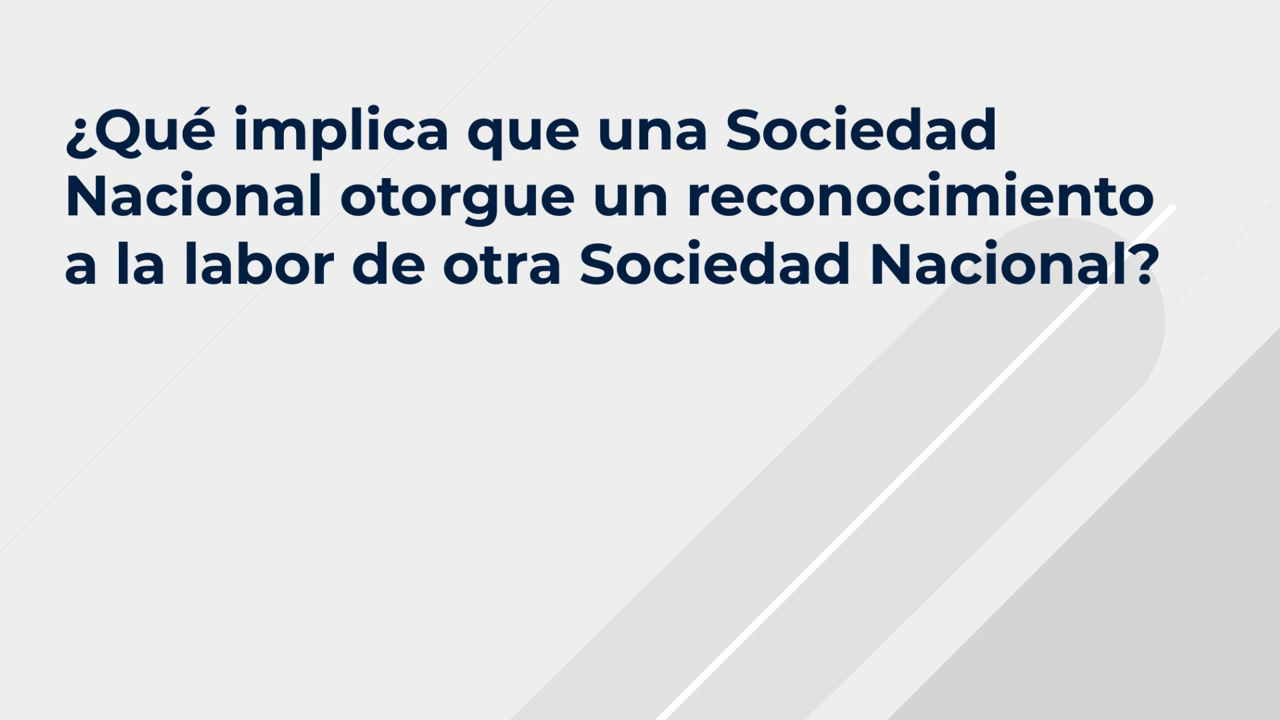 ¿Qué implica que una Sociedad
Nacional otorgue un reconocimiento
a la labor de otra Sociedad Nacional?